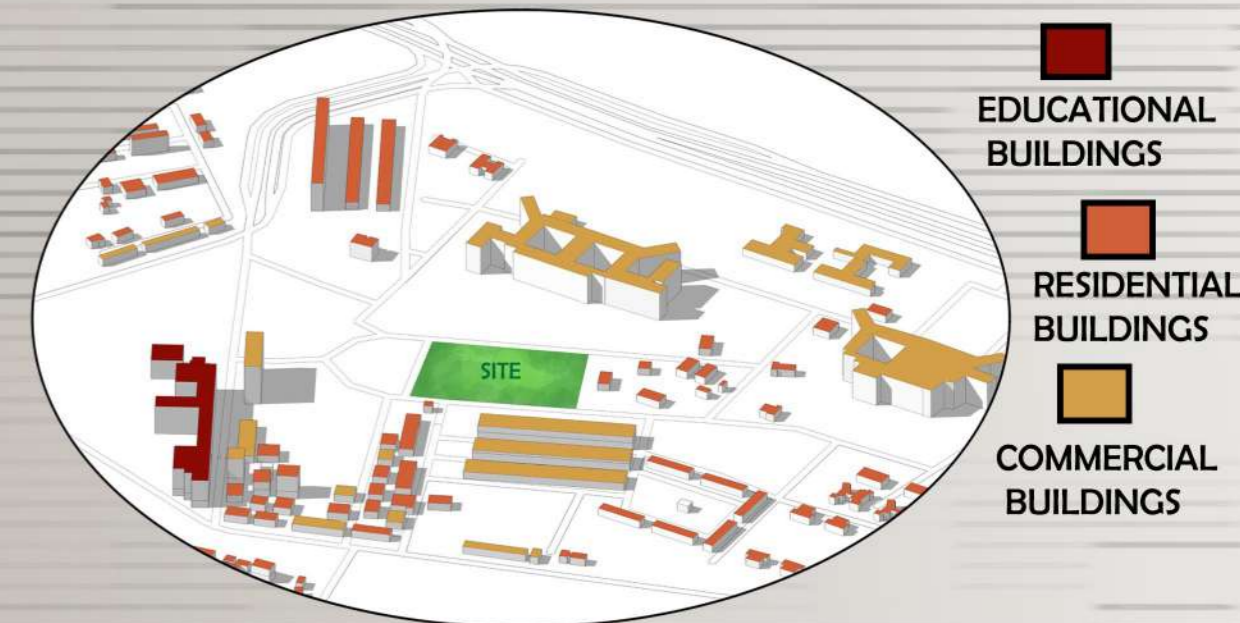 SITE
EDUCATIONAL
BUILDINGS
RESIDENTIAL
BUILDINGS
COMMERCIAL
BUILDINGS